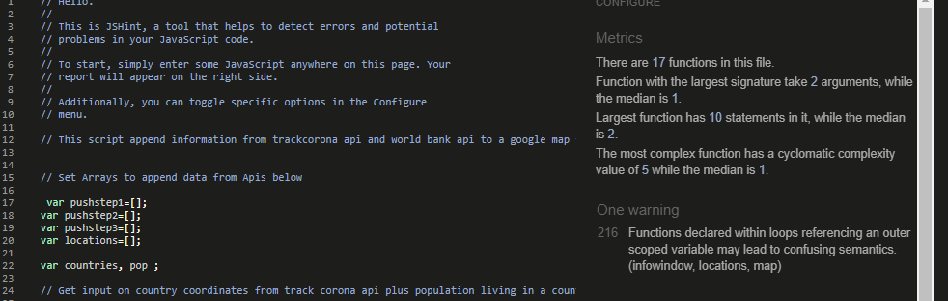 1 // Hello. CONFIGURE
2 //
3 // This is JSHint, a tool that helps to detect errors and potential
4 // problems in your JavaScript code.
5 //
6 // To start, simply enter some JavaScript anywhere on this page. Your
7 // report will appear on the right side.
8 //
9 // Additionally, you can toggle specific options in the Configure
10 // menu.
11
12 // This script append information from trackcorona api and world bank api to a google map
13
14
15 // Set Arrays to append data from Apis below
16
17 var pushstep1=[];
18 var pushstep2=[];
19 var pushstep3=[];
20 var locations=[];
21
22 var countries, pop ;
23
24 // Get input on country coordinates from track corona api plus population living in a coun
Metrics
There are 17 functions in this file.
Function with the largest signature take 2 arguments, while
the median is 1.
Largest function has 10 statements in it, while the median
is 2.
The most complex function has a cyclomatic complexity
value of 5 while the median is 1.
One warning
216 Functions declared within loops referencing an outer
scoped variable may lead to confusing semantics.
(infowindow, locations, map)